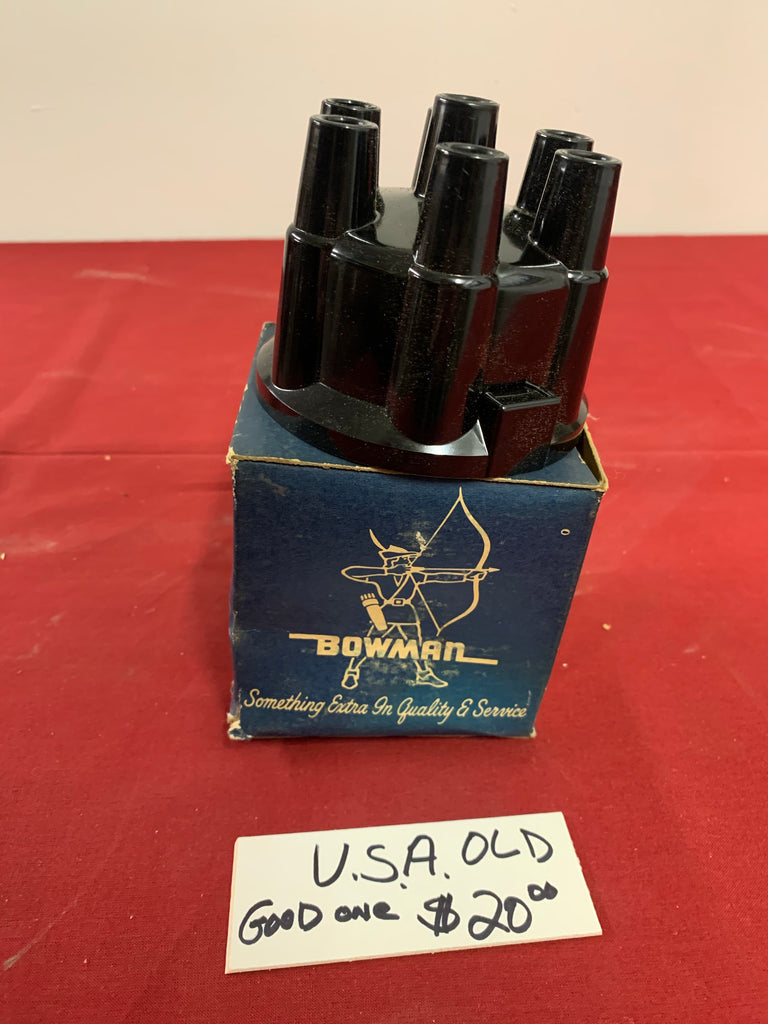 BOWMAN
Something Extra In Quality & Service
U.S.A. OLD
GOOD one $20.00